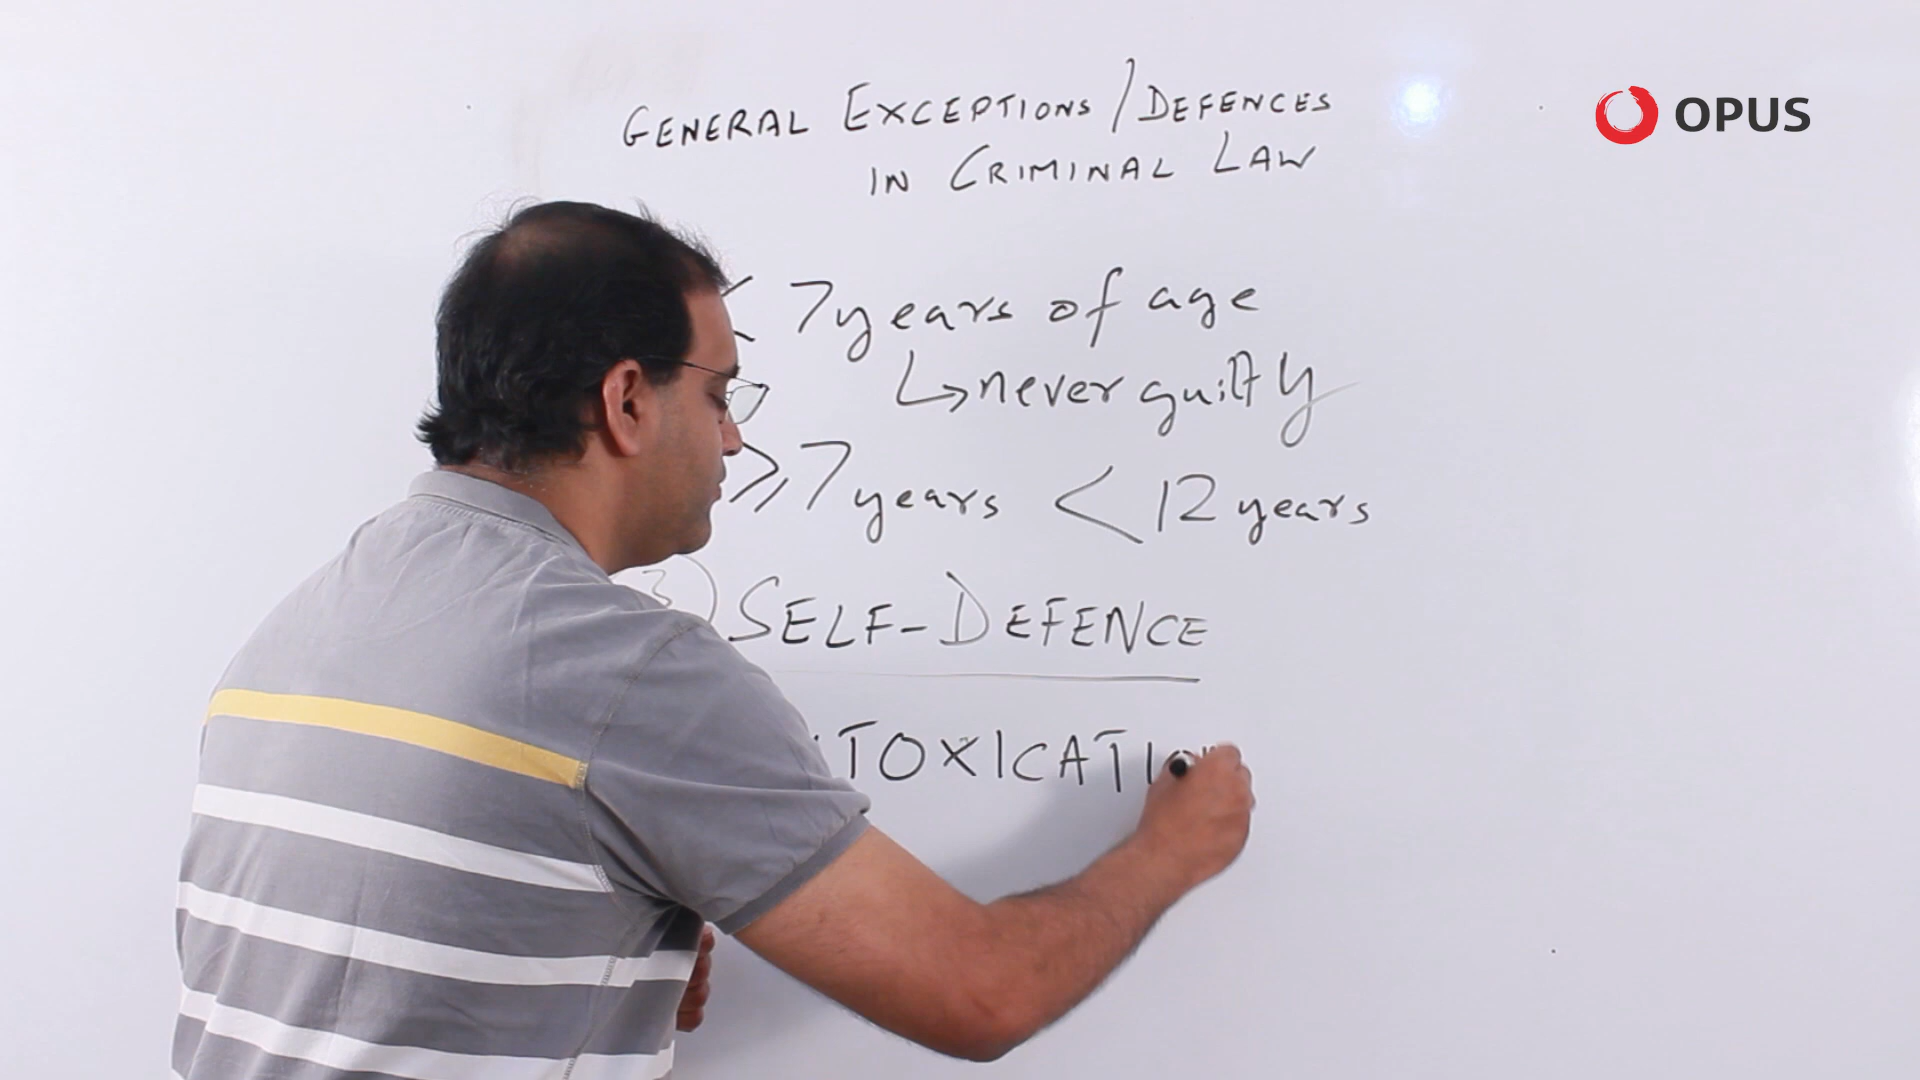 GENERAL EXCEPTIONS / DEFENCES
IN CRIMINAL LAW
OPUS
< 7 years of age
↳ never guilty
≥ 7 years < 12 years
3) SELF-DEFENCE